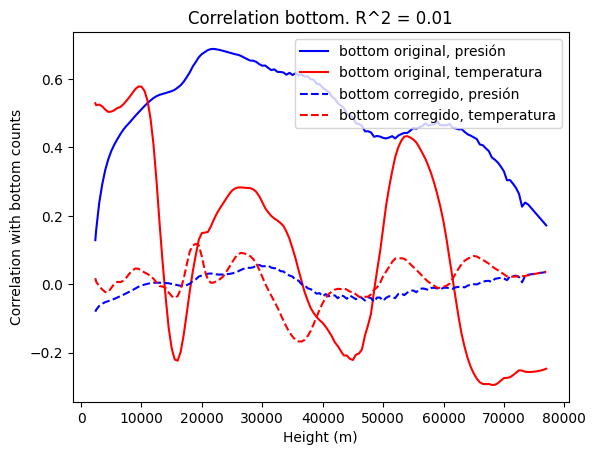 Correlation bottom. R^2 = 0.01
bottom original, presión
bottom original, temperatura
bottom corregido, presión
bottom corregido, temperatura
Correlation with bottom counts
0.6
0.4
0.2
0.0
−0.2
0 10000 20000 30000 40000 50000 60000 70000 80000
Height (m)